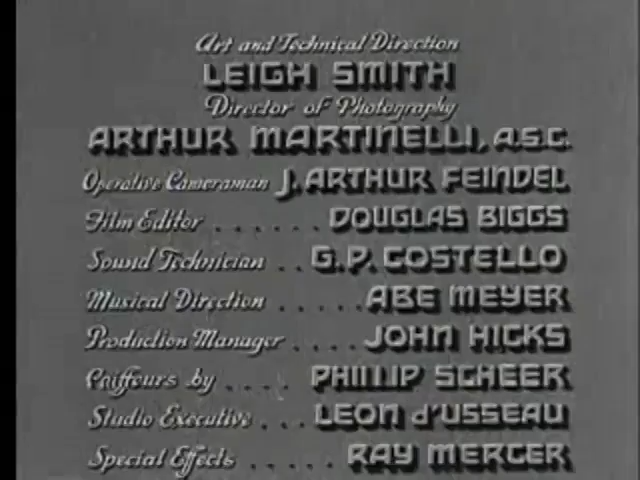 Art and Technical Direction
LEIGH SMITH
Director of Photography
ARTHUR MARTINELLI, A.S.C.
Operative Cameraman J. ARTHUR FEINDEL
Film Editor ...... DOUGLAS BIGGS
Sound Technician .. G.P. COSTELLO
Musical Direction ..... ABE MEYER
Production Manager .... JOHN HICKS
Coiffours by .... PHILLIP SCHEER
Studio Executive ... LEON d'USSEAU
Special Effects ..... RAY MERCER